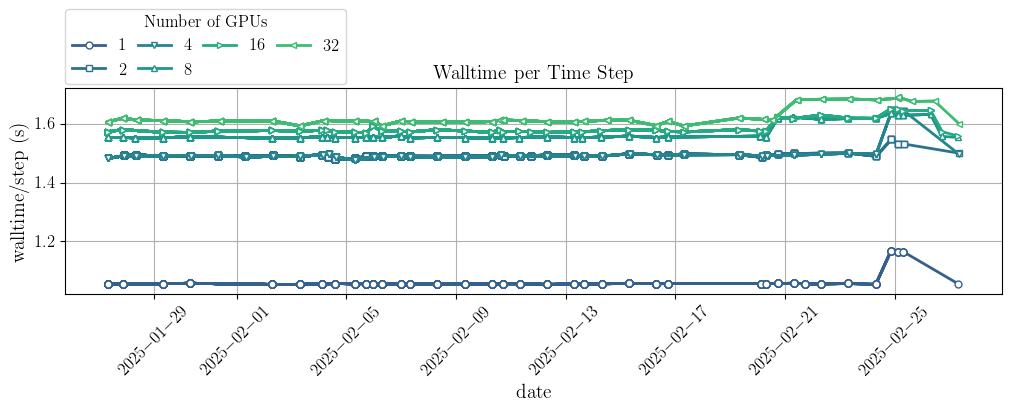 Number of GPUs
1 4 16 32
2 8
Walltime per Time Step
walltime/step (s)
1.6
1.4
1.2
2025−01−29 2025−02−01 2025−02−05 2025−02−09 2025−02−13 2025−02−17 2025−02−21 2025−02−25
date